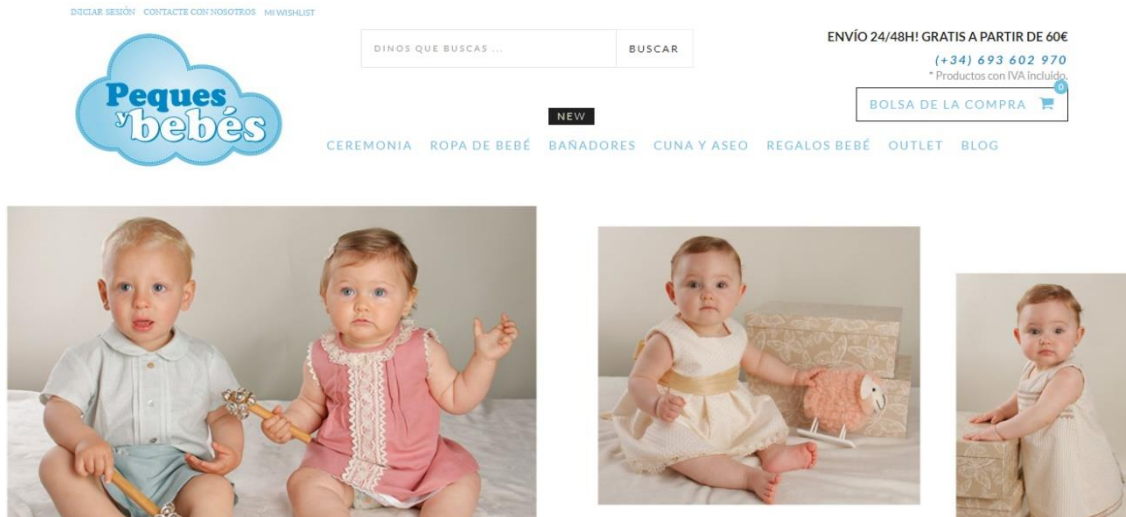 INICIAR SESIÓN CONTACTE CON NOSOTROS MI WISHLIST
DINOS QUE BUSCAS ... BUSCAR
ENVÍO 24/48H! GRATIS A PARTIR DE 60€
(+34) 693 602 970
* Productos con IVA incluido.
0
BOLSA DE LA COMPRA
Peques
y bebés
NEW
CEREMONIA ROPA DE BEBÉ BAÑADORES CUNA Y ASEO REGALOS BEBÉ OUTLET BLOG